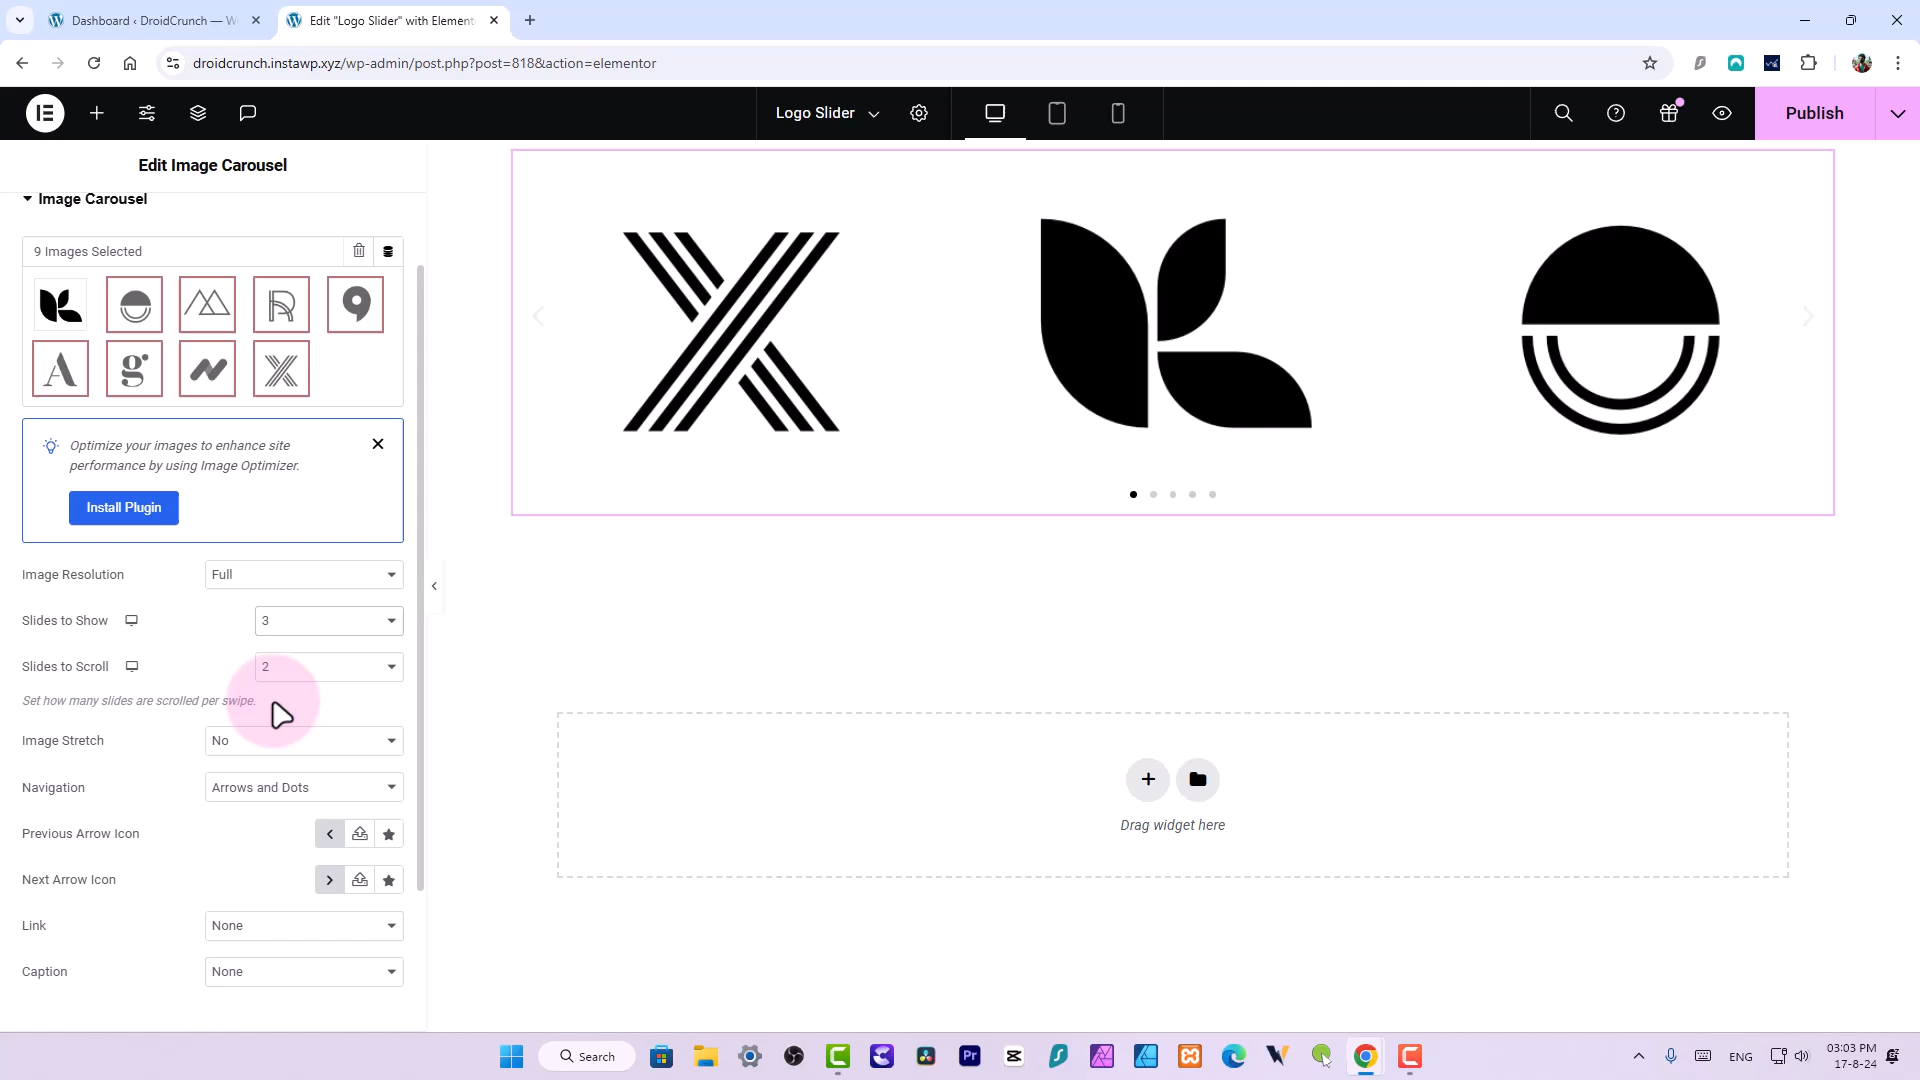 Dashboard ‹ DroidCrunch — W
Edit "Logo Slider" with Element
droidcrunch.instawp.xyz/wp-admin/post.php?post=818&action=elementor
Logo Slider
Publish
Edit Image Carousel
Image Carousel
9 Images Selected
Optimize your images to enhance site
performance by using Image Optimizer.
Install Plugin
Image Resolution
Full
Slides to Show
3
Slides to Scroll
2
Set how many slides are scrolled per swipe.
Image Stretch
No
Navigation
Arrows and Dots
Previous Arrow Icon
Next Arrow Icon
Link
None
Caption
None
Drag widget here
Search
Pr
ENG
03:03 PM
17-8-24